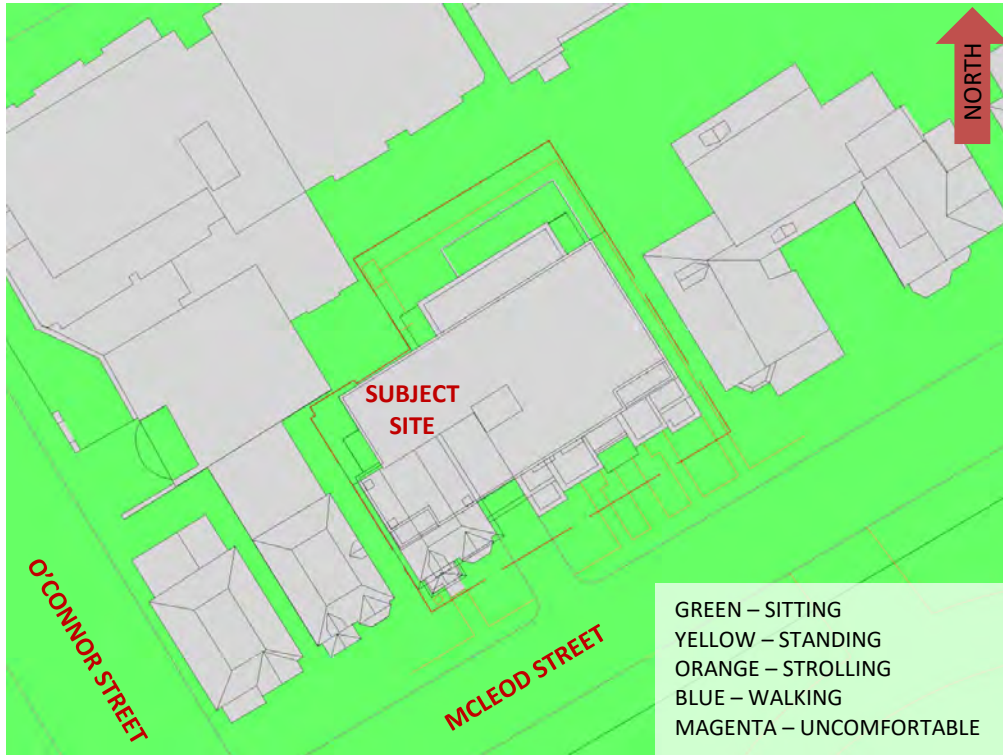 NORTH
SUBJECT
SITE
O'CONNOR STREET
MCLEOD STREET
GREEN – SITTING
YELLOW – STANDING
ORANGE – STROLLING
BLUE – WALKING
MAGENTA – UNCOMFORTABLE